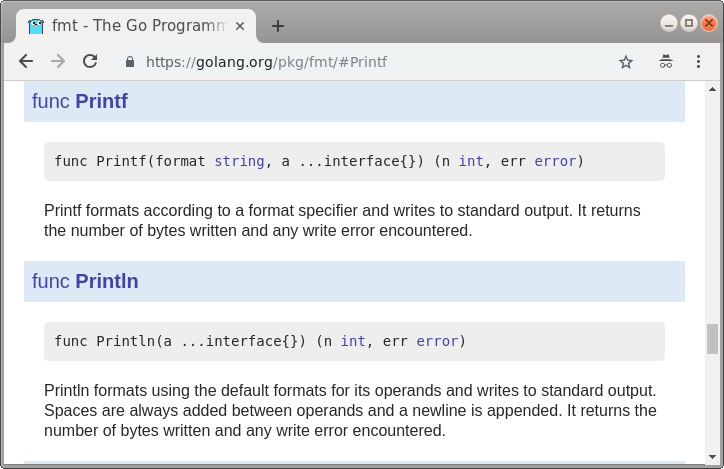 fmt - The Go Programm
https://golang.org/pkg/fmt/#Printf
func Printf
func Printf(format string, a ...interface{}) (n int, err error)
Printf formats according to a format specifier and writes to standard output. It returns
the number of bytes written and any write error encountered.
func Println
func Println(a ...interface{}) (n int, err error)
Println formats using the default formats for its operands and writes to standard output.
Spaces are always added between operands and a newline is appended. It returns the
number of bytes written and any write error encountered.